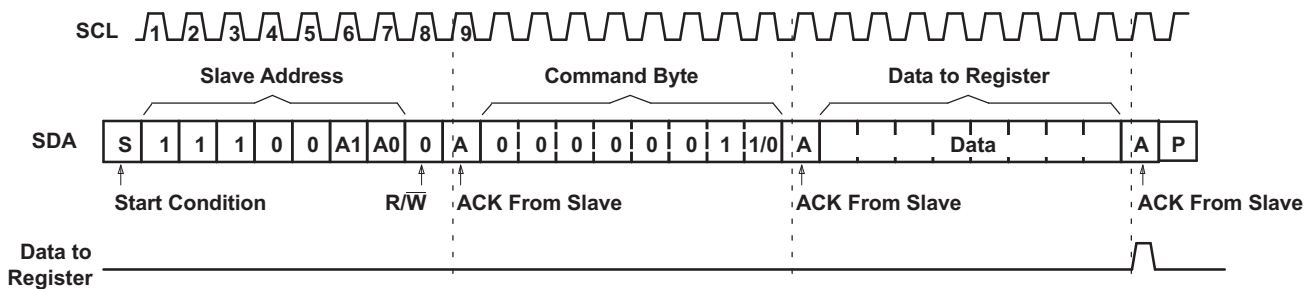 SCL 1 2 3 4 5 6 7 8 9
Slave Address Command Byte Data to Register
SDA S 1 1 1 0 0 A1 A0 0 A 0 0 0 0 0 0 1 1/0 A Data A P
Start Condition R/W̅ ACK From Slave ACK From Slave ACK From Slave
Data to
Register